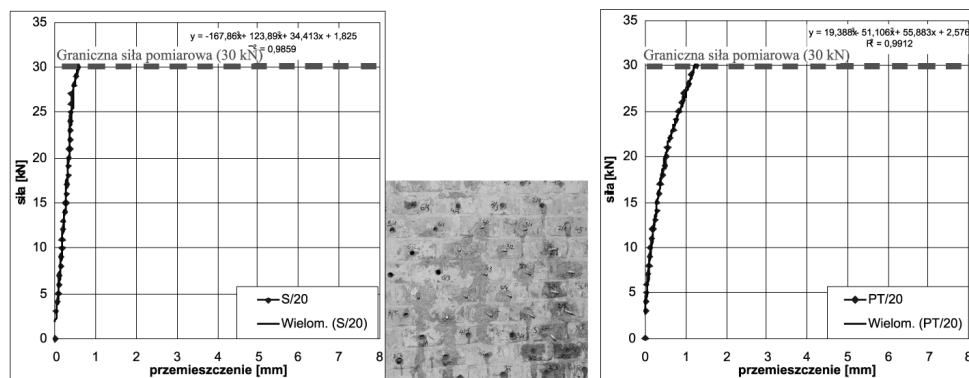 35
30
25
20
15
10
5
0
siła [kN]
y = -167,86x + 123,89x + 34,413x + 1,825
= 0,9859
Graniczna siła pomiarowa (30 kN)
S/20
Wielom. (S/20)
0 1 2 3 4 5 6 7 8
przemieszczenie [mm]
35
30
25
20
15
10
5
0
siła [kN]
y = 19,388x - 51,106x + 55,883x + 2,576
R = 0,9912
Graniczna siła pomiarowa (30 kN)
PT/20
Wielom. (PT/20)
0 1 2 3 4 5 6 7 8
przemieszczenie [mm]